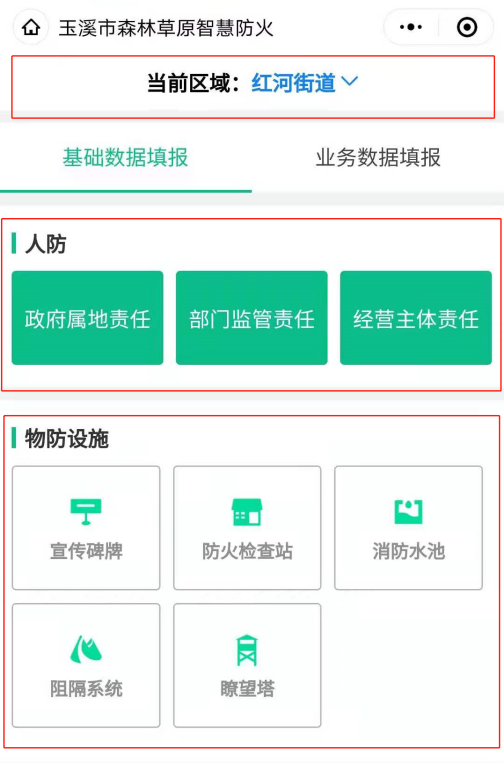 玉溪市森林草原智慧防火
当前区域：红河街道
基础数据填报 业务数据填报
人防
政府属地责任 部门监管责任 经营主体责任
物防设施
宣传碑牌 防火检查站 消防水池
阻隔系统 瞭望塔